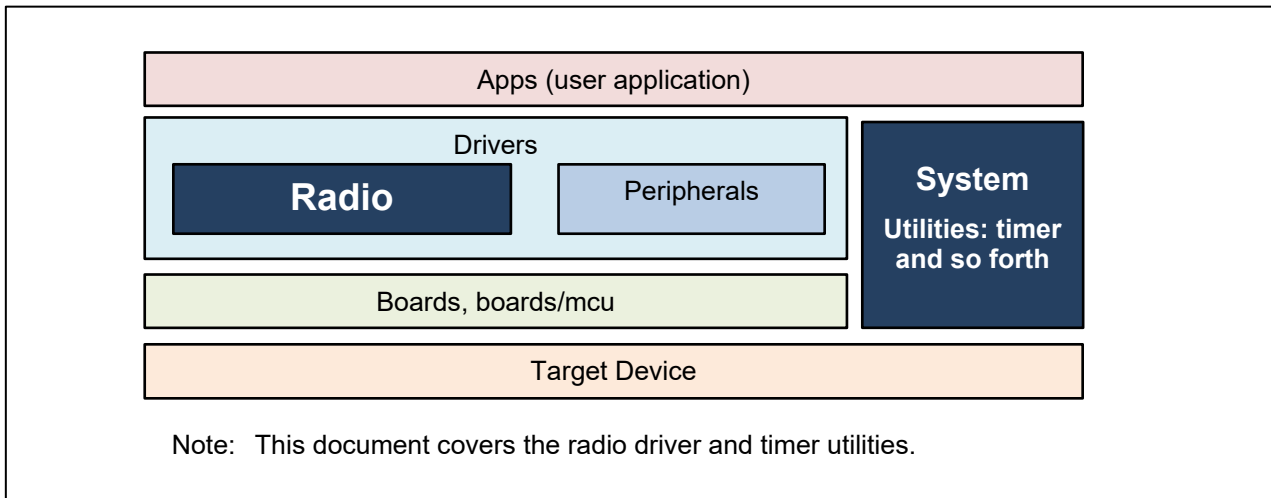 Apps (user application)
Drivers
Radio
Peripherals
System
Utilities: timer
and so forth
Boards, boards/mcu
Target Device
Note: This document covers the radio driver and timer utilities.